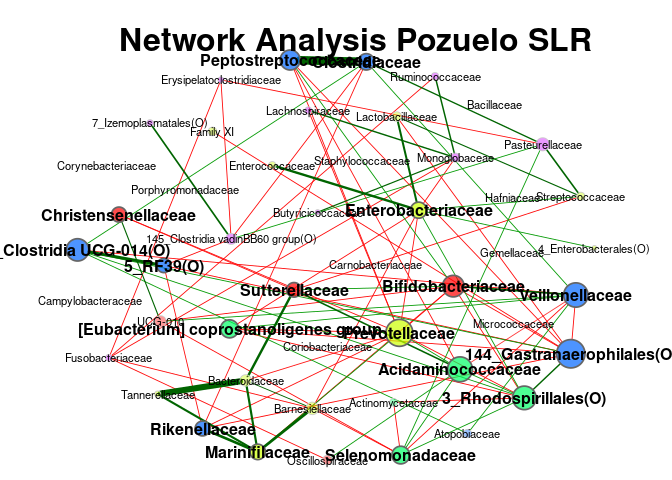 Network Analysis Pozuelo SLR
Peptostreptococcaceae
Clostridiaceae
Erysipelatoclostridiaceae
Ruminococcaceae
Lachnospiraceae
Bacillaceae
Lactobacillaceae
7_Izemoplasmatales(O)
Family XI
Pasteurellaceae
Corynebacteriaceae
Enterococcaceae
Staphylococcaceae
Monoglobaceae
Porphyromonadaceae
Hafniaceae
Streptococcaceae
Christensenellaceae
Butyricicoccaceae
Enterobacteriaceae
145_Clostridia vadinBB60 group(O)
_Clostridia UCG-014(O)
Gemellaceae
4_Enterobacterales(O)
5_RF39(O)
Carnobacteriaceae
Sutterellaceae
Bifidobacteriaceae
Veillonellaceae
Campylobacteraceae
UCG-010
[Eubacterium] coprostanoligenes group
Prevotellaceae
Micrococcaceae
Fusobacteriaceae
Coriobacteriaceae
144_Gastranaerophilales(O
Acidaminococcaceae
Bacteroidaceae
Tannerellaceae
Barnesiellaceae
Actinomycetaceae
3_Rhodospirillales(O)
Rikenellaceae
Atopobiaceae
Marinifilaceae
Oscillospiraceae
Selenomonadaceae